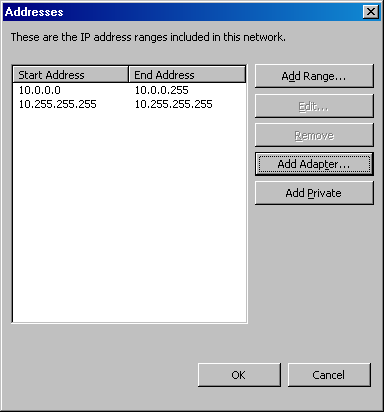 Addresses
These are the IP address ranges included in this network.
Start Address End Address
10.0.0.0 10.0.0.255
10.255.255.255 10.255.255.255
Add Range...
Edit...
Remove
Add Adapter...
Add Private
OK Cancel